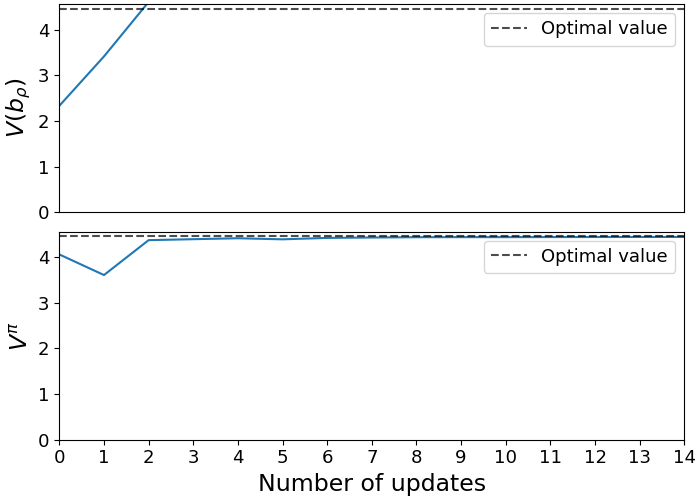 4
3
2
1
0
V(b_ρ)
Optimal value
4
3
2
1
0
V^π
Optimal value
0 1 2 3 4 5 6 7 8 9 10 11 12 13 14
Number of updates